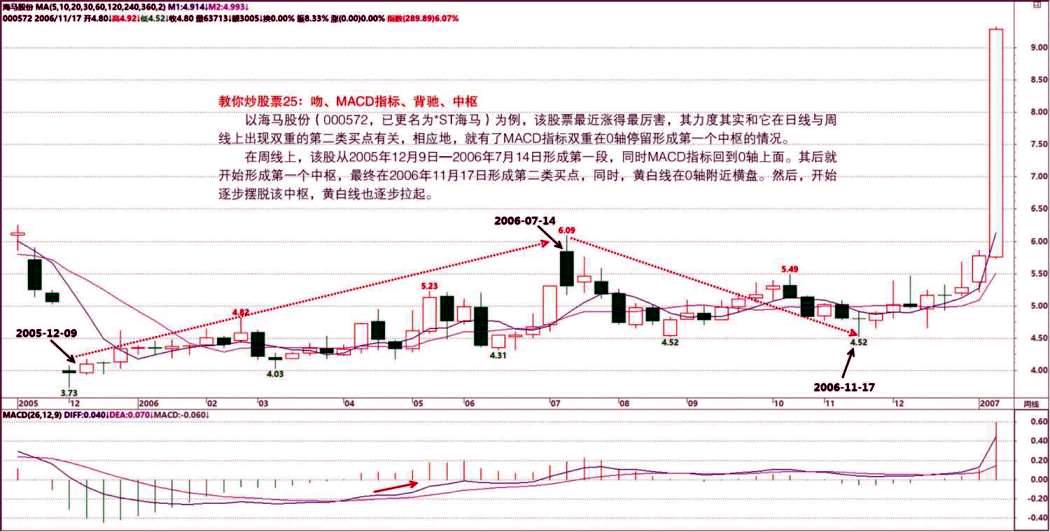 海马股份 MA(5,10,20,30,60,120,240,360,2) M1:4.914↓M2:4.993↓
000572 2006/11/17 开4.80↓高4.92↓低4.52↓收4.80 量63713↓额3005↓换0.00% 振8.33% 涨(0.00)0.00% 指数(289.89)6.07%
9.00
8.50
8.00
7.50
7.00
6.50
6.00
5.50
5.00
4.50
4.00
教你炒股票25：吻、MACD指标、背驰、中枢
以海马股份（000572，已更名为*ST海马）为例，该股票最近涨得最厉害，其力度其实和它在日线与周
线上出现双重的第二类买点有关，相应地，就有了MACD指标双重在0轴停留形成第一个中枢的情况。
在周线上，该股从2005年12月9日—2006年7月14日形成第一段，同时MACD指标回到0轴上面。其后就
开始形成第一个中枢，最终在2006年11月17日形成第二类买点，同时，黄白线在0轴附近横盘。然后，开始
逐步摆脱该中枢，黄白线也逐步拉起。
2006-07-14
6.09
5.49
5.23
4.82
2005-12-09
4.52
4.52
4.31
4.03
3.73
2006-11-17
2005 12 2006 02 03 04 05 06 07 08 09 10 11 12 2007 周线
MACD(26,12,9) DIFF:0.040↓DEA:0.070↓MACD:-0.060↓
0.60
0.40
0.20
0.00
-0.20
-0.40